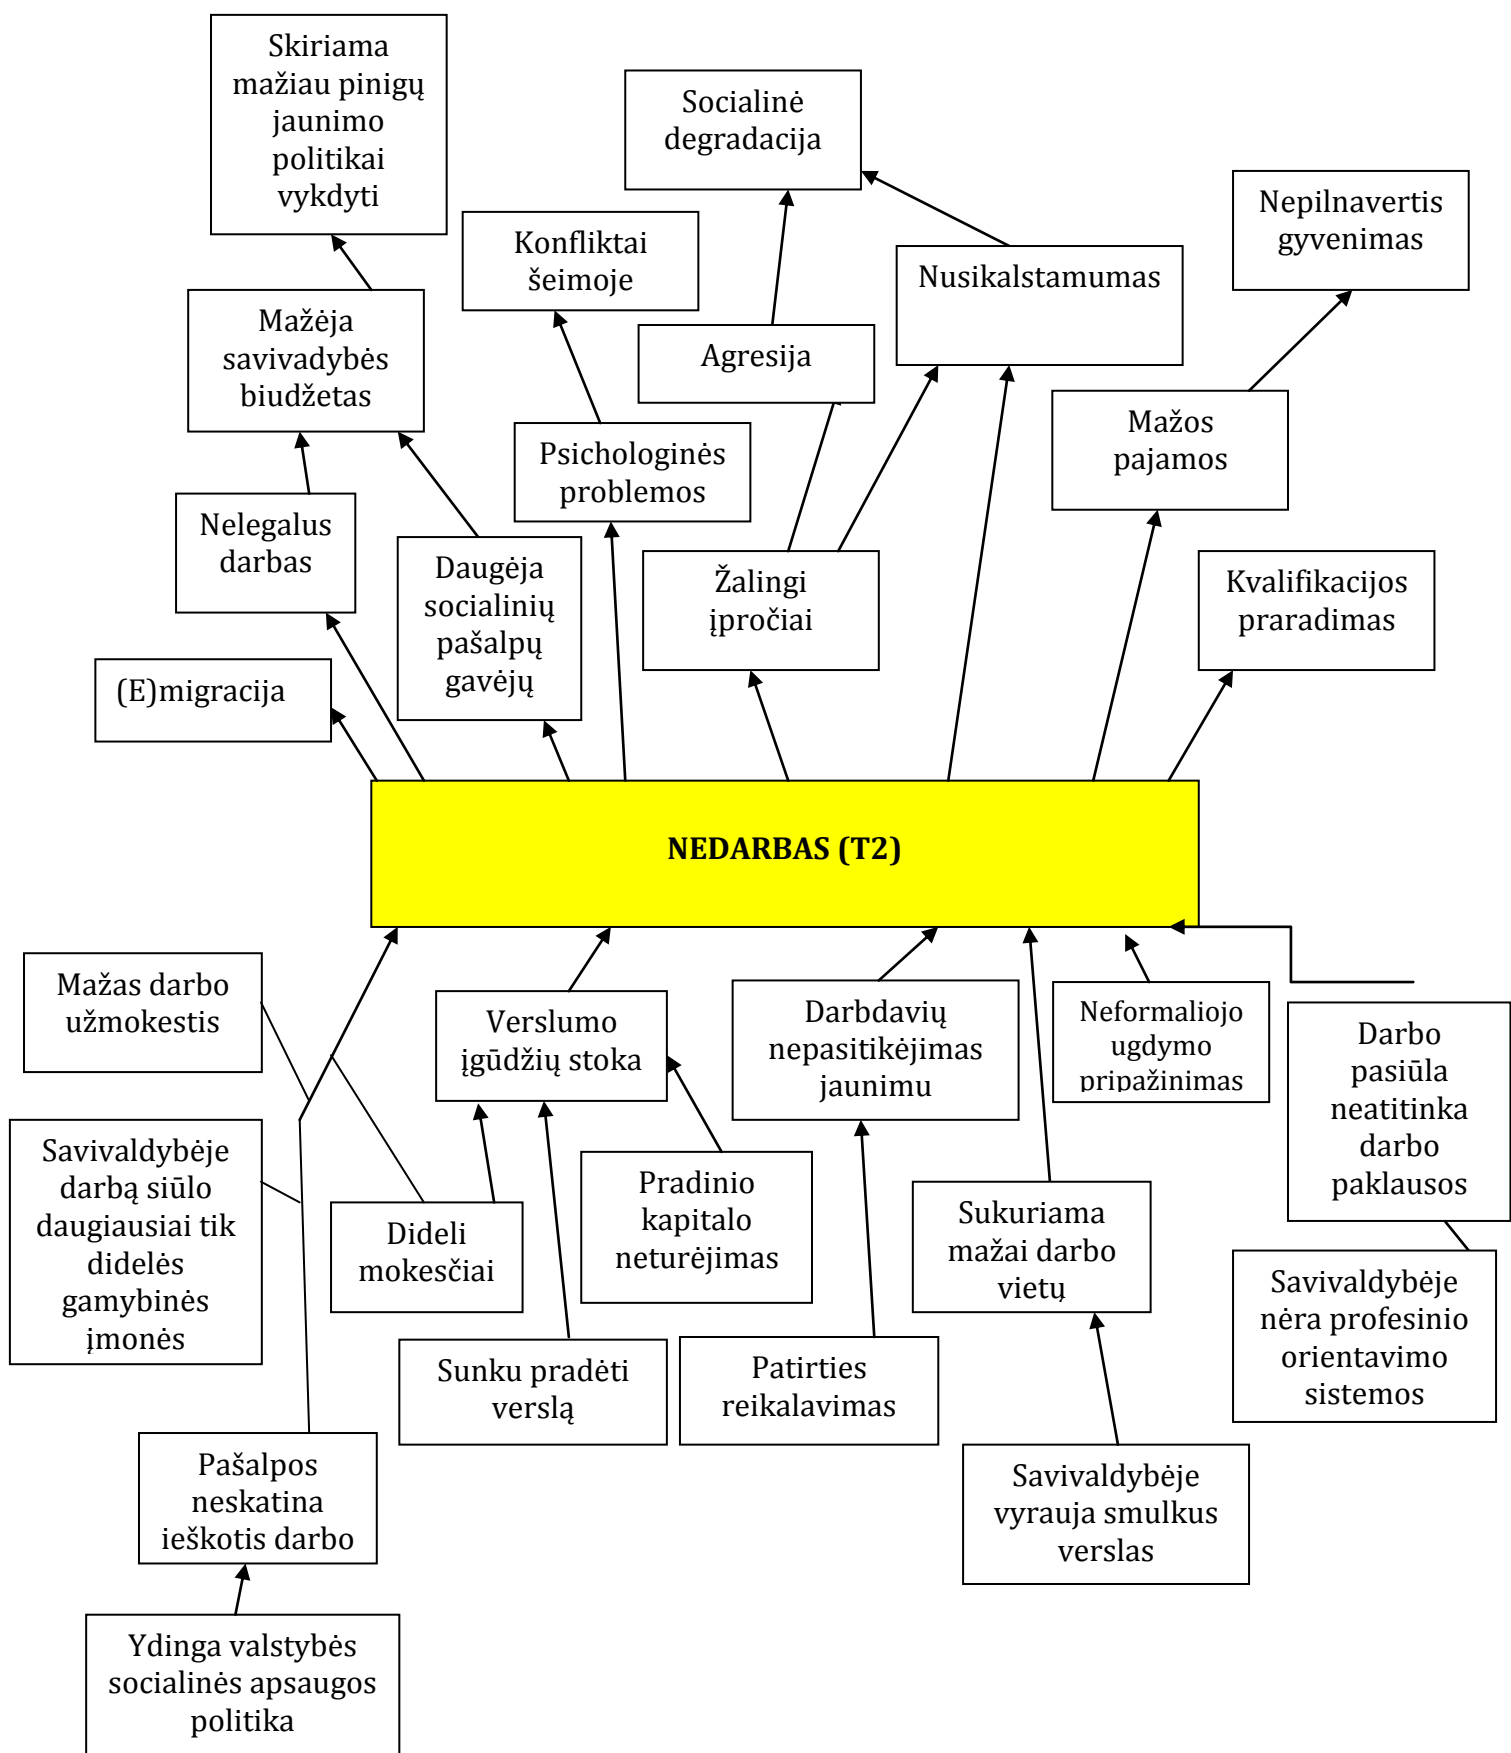 Skiriama
mažiau pinigų
jaunimo
politikai
vykdyti
Socialinė
degradacija
Nepilnavertis
gyvenimas
Konfliktai
šeimoje
Nusikalstamumas
Mažėja
savivadybės
biudžetas
Agresija
Mažos
pajamos
Psichologinės
problemos
Nelegalus
darbas
Daugėja
socialinių
pašalpų
gavėjų
Žalingi
įpročiai
Kvalifikacijos
praradimas
(E)migracija
NEDARBAS (T2)
Mažas darbo
užmokestis
Verslumo
įgūdžių stoka
Darbdavių
nepasitikėjimas
jaunimu
Neformaliojo
ugdymo
pripažinimas
Darbo
pasiūla
neatitinka
darbo
paklausos
Savivaldybėje
darbą siūlo
daugiausiai tik
didelės
gamybinės
įmonės
Dideli
mokesčiai
Pradinio
kapitalo
neturėjimas
Sukuriama
mažai darbo
vietų
Savivaldybėje
nėra profesinio
orientavimo
sistemos
Sunku pradėti
verslą
Patirties
reikalavimas
Pašalpos
neskatina
ieškotis darbo
Savivaldybėje
vyrauja smulkus
verslas
Ydinga valstybės
socialinės apsaugos
politika